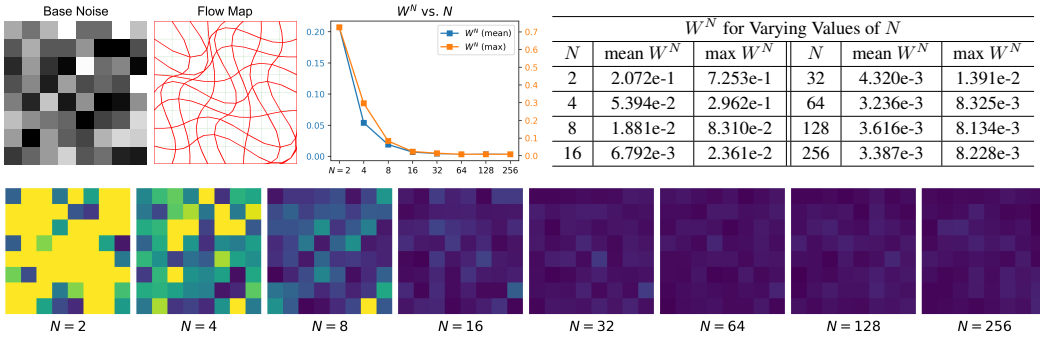 Base Noise
Flow Map
W^N vs. N
W^N (mean)
W^N (max)
0.20
0.15
0.10
0.05
0.00
0.7
0.6
0.5
0.4
0.3
0.2
0.1
0.0
N = 2 4 8 16 32 64 128 256
W^N for Varying Values of N
N mean W^N max W^N N mean W^N max W^N
2 2.072e-1 7.253e-1 32 4.320e-3 1.391e-2
4 5.394e-2 2.962e-1 64 3.236e-3 8.325e-3
8 1.881e-2 8.310e-2 128 3.616e-3 8.134e-3
16 6.792e-3 2.361e-2 256 3.387e-3 8.228e-3
N = 2
N = 4
N = 8
N = 16
N = 32
N = 64
N = 128
N = 256